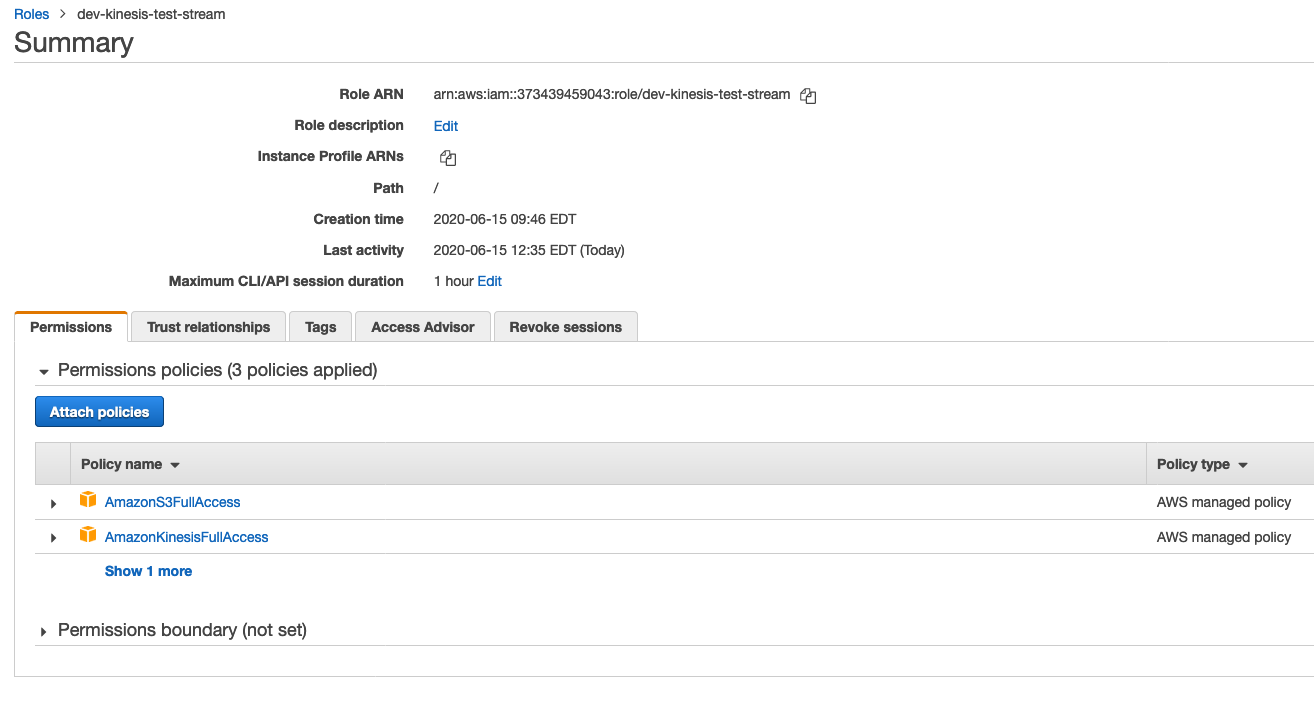 Roles > dev-kinesis-test-stream
Summary
Role ARN arn:aws:iam::373439459043:role/dev-kinesis-test-stream
Role description Edit
Instance Profile ARNs
Path /
Creation time 2020-06-15 09:46 EDT
Last activity 2020-06-15 12:35 EDT (Today)
Maximum CLI/API session duration 1 hour Edit
Permissions Trust relationships Tags Access Advisor Revoke sessions
Permissions policies (3 policies applied)
Attach policies
Policy name Policy type
AmazonS3FullAccess AWS managed policy
AmazonKinesisFullAccess AWS managed policy
Show 1 more
Permissions boundary (not set)